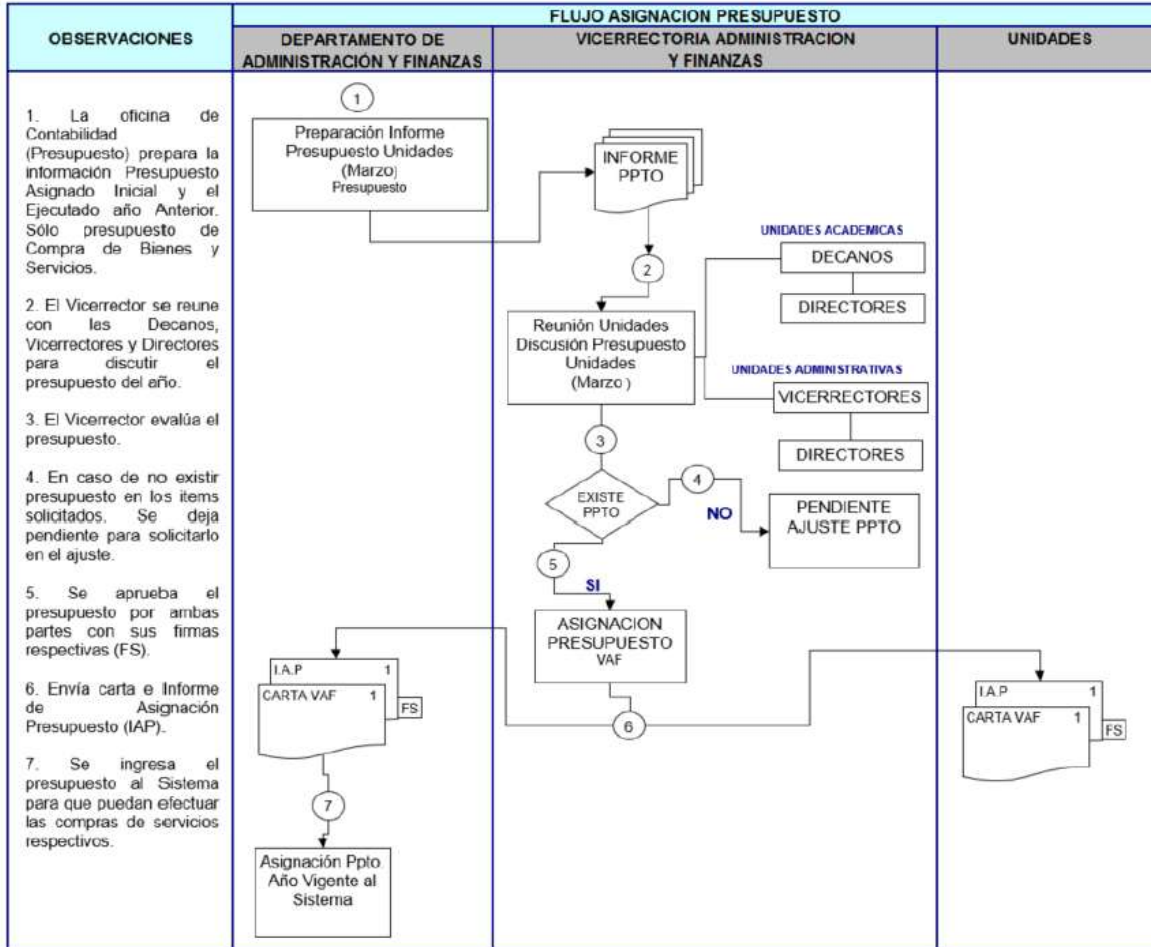 FLUJO ASIGNACION PRESUPUESTO
OBSERVACIONES
DEPARTAMENTO DE
ADMINISTRACIÓN Y FINANZAS
VICERRECTORIA ADMINISTRACION
Y FINANZAS
UNIDADES
1. La oficina de
Contabilidad
(Presupuesto) prepara la
información Presupuesto
Asignado Inicial y el
Ejecutado año Anterior.
Sólo presupuesto de
Compra de Bienes y
Servicios.
2. El Vicerrector se reune
con las Decanos,
Vicerrectores y Directores
para discutir el
presupuesto del año.
3. El Vicerrector evalúa el
presupuesto.
4. En caso de no existir
presupuesto en los items
solicitados. Se deja
pendiente para solicitarlo
en el ajuste.
5. Se aprueba el
presupuesto por ambas
partes con sus firmas
respectivas (FS).
6. Envía carta e Informe
de Asignación
Presupuesto (IAP).
7. Se ingresa el
presupuesto al Sistema
para que puedan efectuar
las compras de servicios
respectivos.
1
Preparación Informe
Presupuesto Unidades
(Marzo)
Presupuesto
INFORME
PPTO
2
UNIDADES ACADEMICAS
DECANOS
DIRECTORES
Reunión Unidades
Discusión Presupuesto
Unidades
(Marzo )
UNIDADES ADMINISTRATIVAS
VICERRECTORES
DIRECTORES
3
EXISTE
PPTO
4
NO
PENDIENTE
AJUSTE PPTO
5
SI
ASIGNACION
PRESUPUESTO
VAF
6
I.A.P 1
CARTA VAF 1
FS
7
Asignación Ppto.
Año Vigente al
Sistema
I.A.P 1
CARTA VAF 1
FS